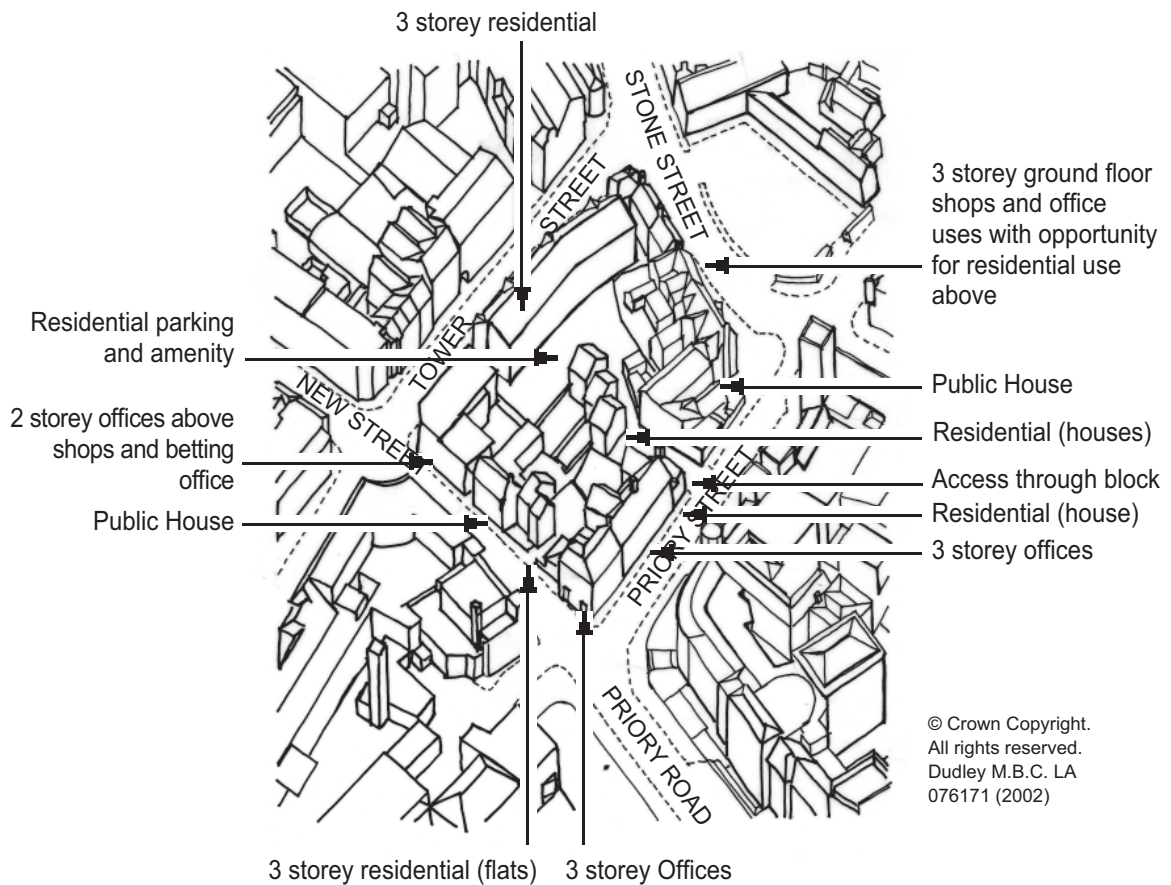 3 storey residential
STONE STREET
STREET
3 storey ground floor
shops and office
uses with opportunity
for residential use
above
Residential parking
and amenity
TOWER
Public House
NEW STREET
2 storey offices above
shops and betting
office
Residential (houses)
Access through block
Public House
Residential (house)
PRIORY STREET
3 storey offices
PRIORY ROAD
© Crown Copyright.
All rights reserved.
Dudley M.B.C. LA
076171 (2002)
3 storey residential (flats)
3 storey Offices